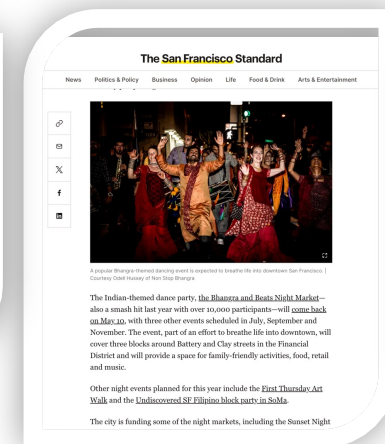 The San Francisco Standard
News Politics & Policy Business Opinion Life Food & Drink Arts & Entertainment
A popular Bhangra-themed dancing event is expected to breathe life into downtown San Francisco. |
Courtesy Odell Hussey of Non Stop Bhangra
The Indian-themed dance party, the Bhangra and Beats Night Market—
also a smash hit last year with over 10,000 participants—will come back
on May 10, with three other events scheduled in July, September and
November. The event, part of an effort to breathe life into downtown, will
cover three blocks around Battery and Clay streets in the Financial
District and will provide a space for family-friendly activities, food, retail
and music.
Other night events planned for this year include the First Thursday Art
Walk and the Undiscovered SF Filipino block party in SoMa.
The city is funding some of the night markets, including the Sunset Night